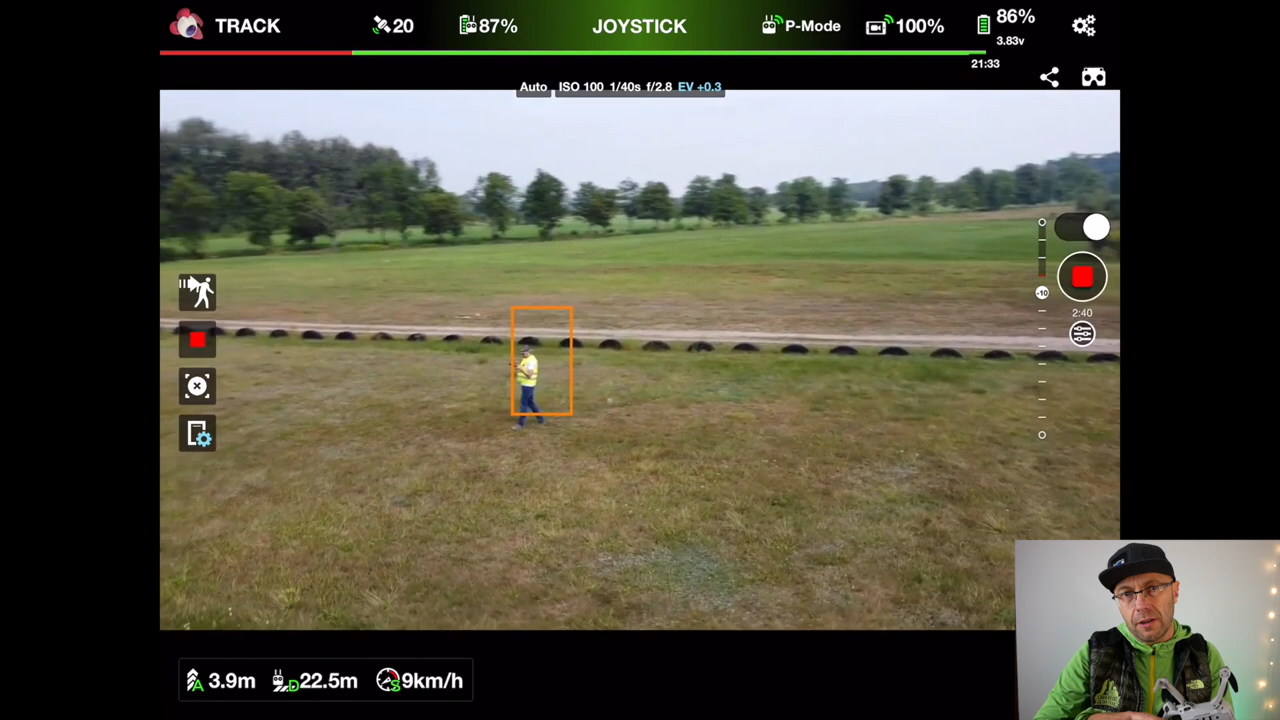 TRACK 20 87% JOYSTICK P-Mode 100% 86%
3.83v
21:33
Auto ISO 100 1/40s f/2.8 EV +0.3
-10
2:40
A 3.9m D 22.5m S 9km/h